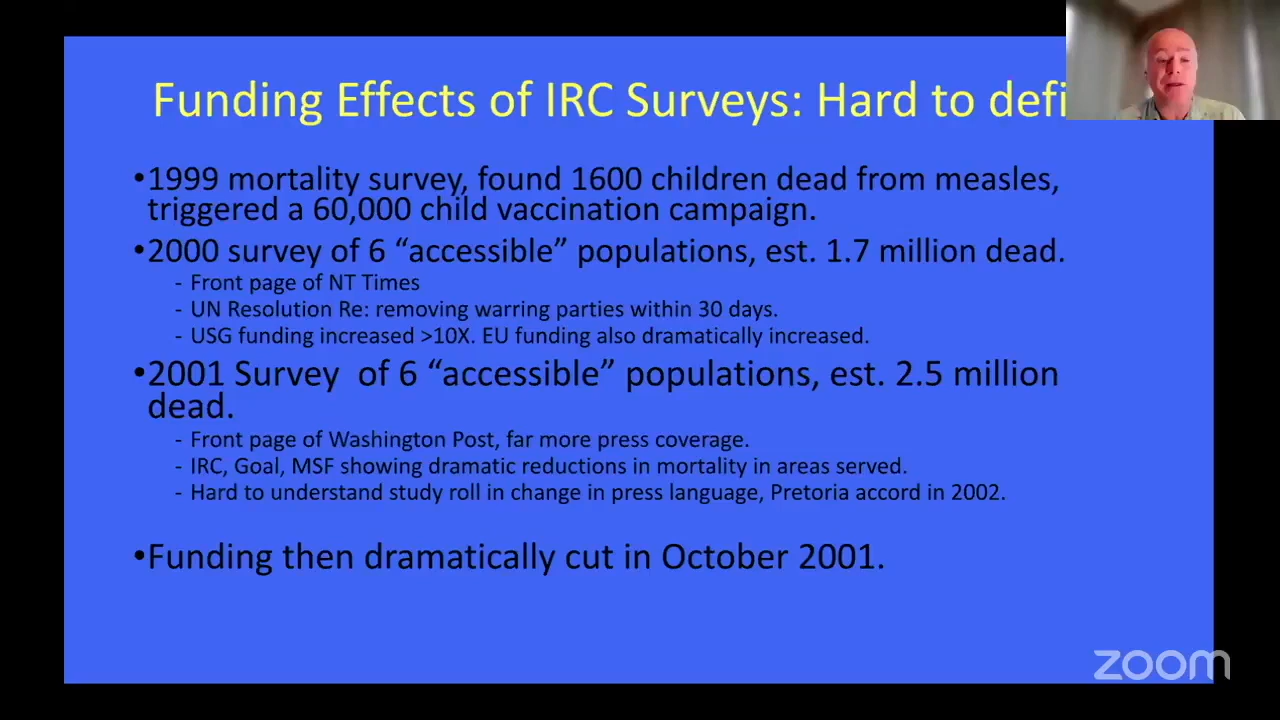 Funding Effects of IRC Surveys: Hard to defi
•1999 mortality survey, found 1600 children dead from measles,
triggered a 60,000 child vaccination campaign.
•2000 survey of 6 “accessible” populations, est. 1.7 million dead.
- Front page of NT Times
- UN Resolution Re: removing warring parties within 30 days.
- USG funding increased >10X. EU funding also dramatically increased.
•2001 Survey  of 6 “accessible” populations, est. 2.5 million
dead.
- Front page of Washington Post, far more press coverage.
- IRC, Goal, MSF showing dramatic reductions in mortality in areas served.
- Hard to understand study roll in change in press language, Pretoria accord in 2002.
•Funding then dramatically cut in October 2001.
zoom